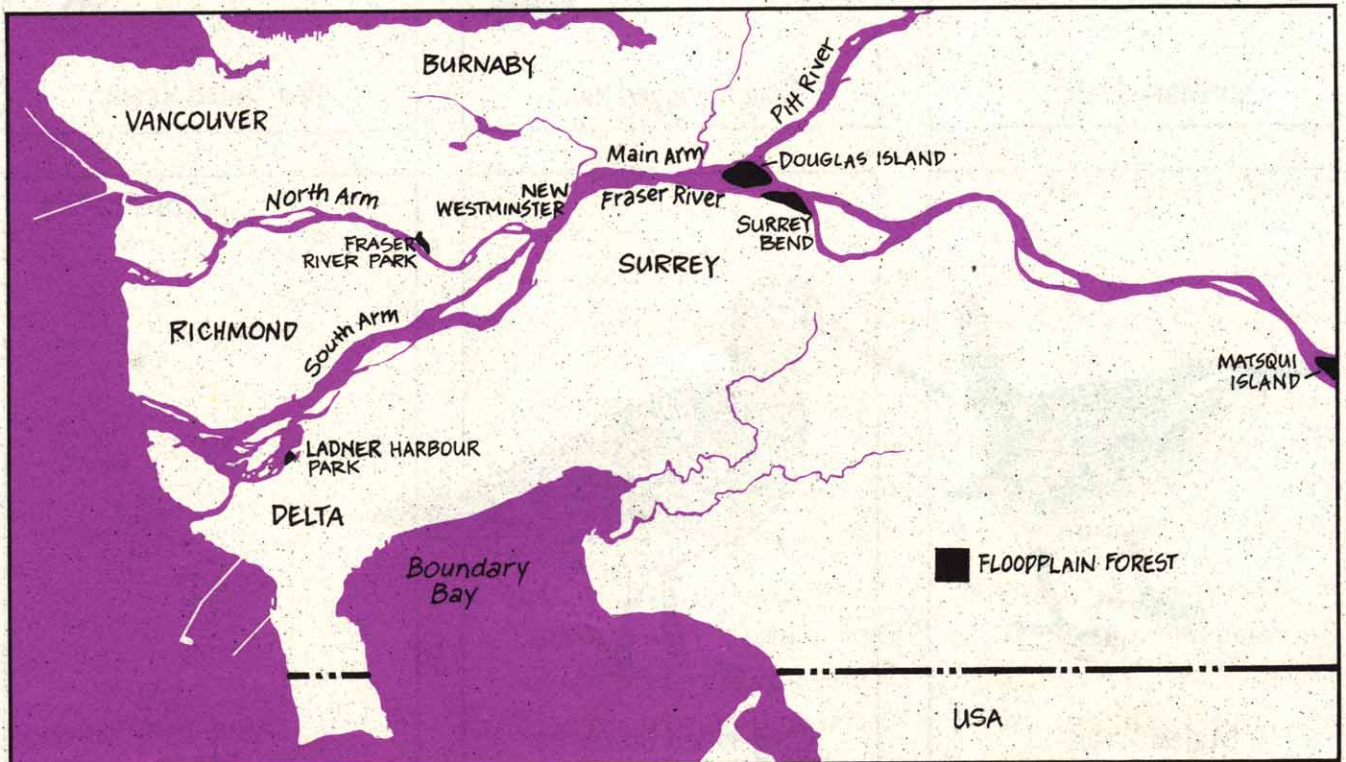 BURNABY
VANCOUVER
Pitt River
Main Arm
DOUGLAS ISLAND
North Arm
NEW
WESTMINSTER
Fraser River
FRASER
RIVER PARK
SURREY
BEND
SURREY
RICHMOND
South Arm
MATSQUI
ISLAND
LADNER HARBOUR
PARK
DELTA
Boundary
Bay
FLOODPLAIN FOREST
USA